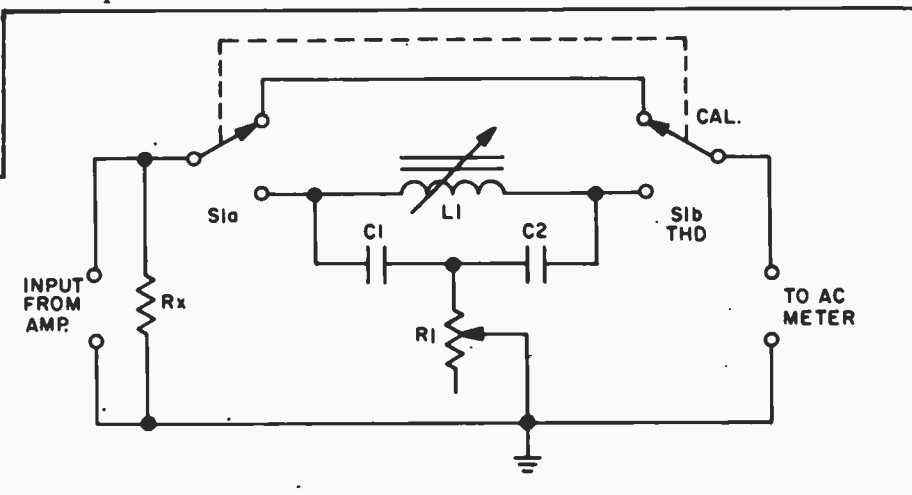 CAL.
S1a
L1
S1b
THD
C1
C2
INPUT
FROM
AMP.
Rx
R1
TO AC
METER